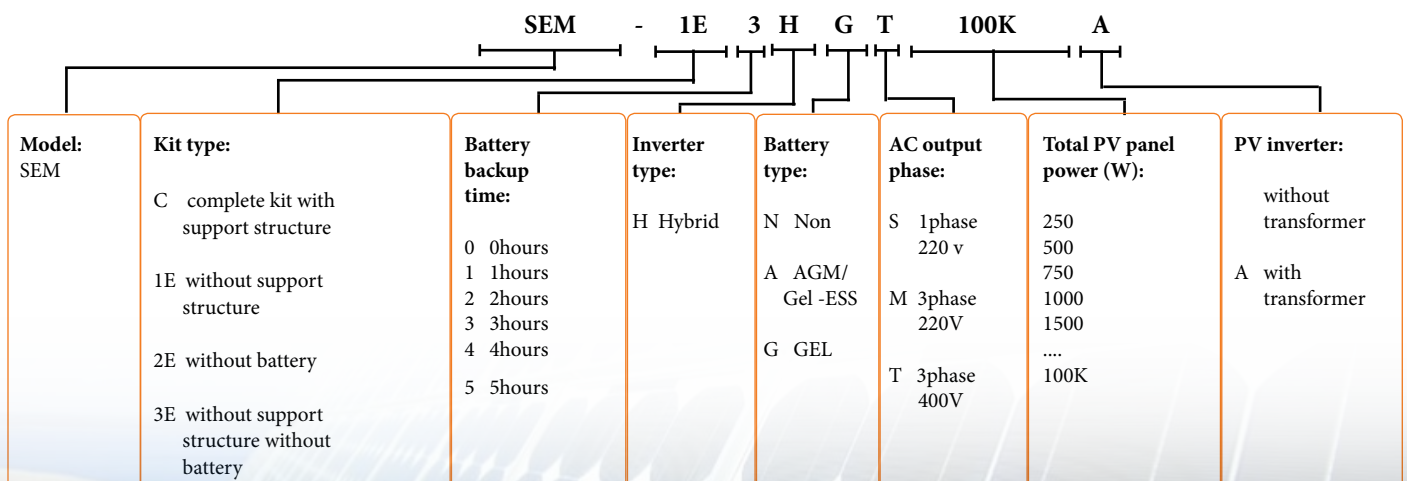 SEM - 1E 3 H G T 100K A
Model:
SEM
Kit type:
C complete kit with
support structure
1E without support
structure
2E without battery
3E without support
structure without
battery
Battery
backup
time:
0 0hours
1 1hours
2 2hours
3 3hours
4 4hours
5 5hours
Inverter
type:
H Hybrid
Battery
type:
N Non
A AGM/
Gel -ESS
G GEL
AC output
phase:
S 1phase
220 v
M 3phase
220V
T 3phase
400V
Total PV panel
power (W):
250
500
750
1000
1500
....
100K
PV inverter:
without
transformer
A with
transformer